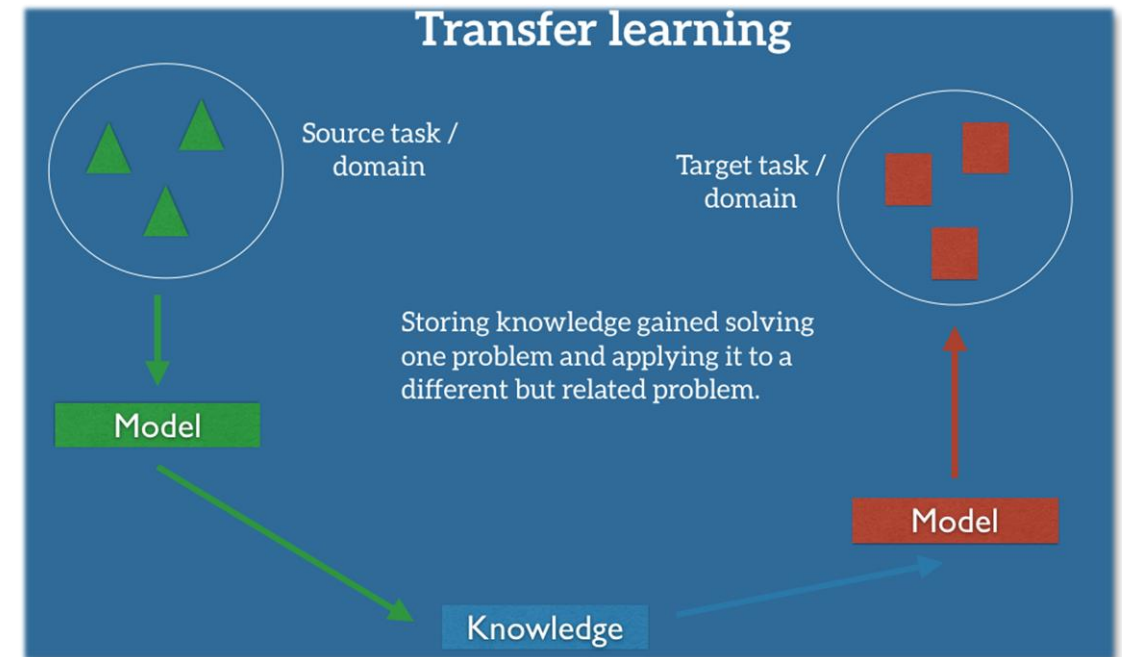 Transfer learning
Source task /
domain
Target task /
domain
Storing knowledge gained solving
one problem and applying it to a
different but related problem.
Model
Model
Knowledge